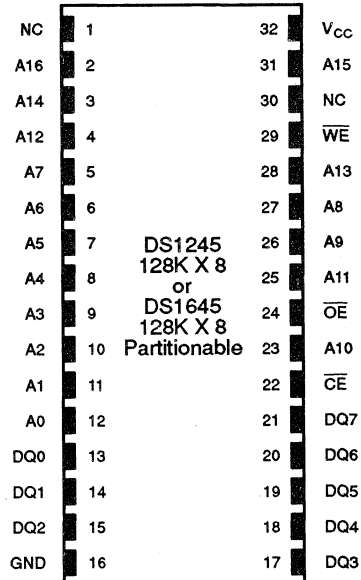 NC 1 32 VCC
A16 2 31 A15
A14 3 30 NC
A12 4 29 W̅E̅
A7 5 28 A13
A6 6 27 A8
A5 7 DS1245 26 A9
128K X 8
A4 8 or 25 A11
DS1645
A3 9 128K X 8 24 O̅E̅
A2 10 Partitionable 23 A10
A1 11 22 C̅E̅
A0 12 21 DQ7
DQ0 13 20 DQ6
DQ1 14 19 DQ5
DQ2 15 18 DQ4
GND 16 17 DQ3